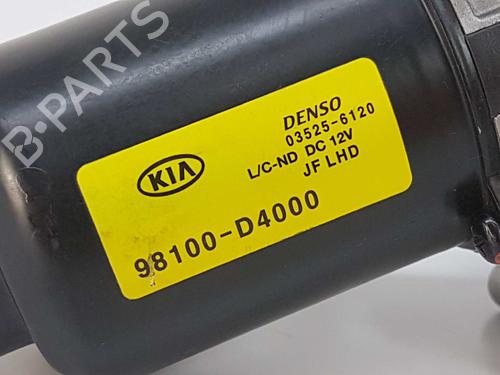 B-PARTS
DENSO
03525-6120
L/C-ND DC 12V
JF LHD
KIA
98100-D4000